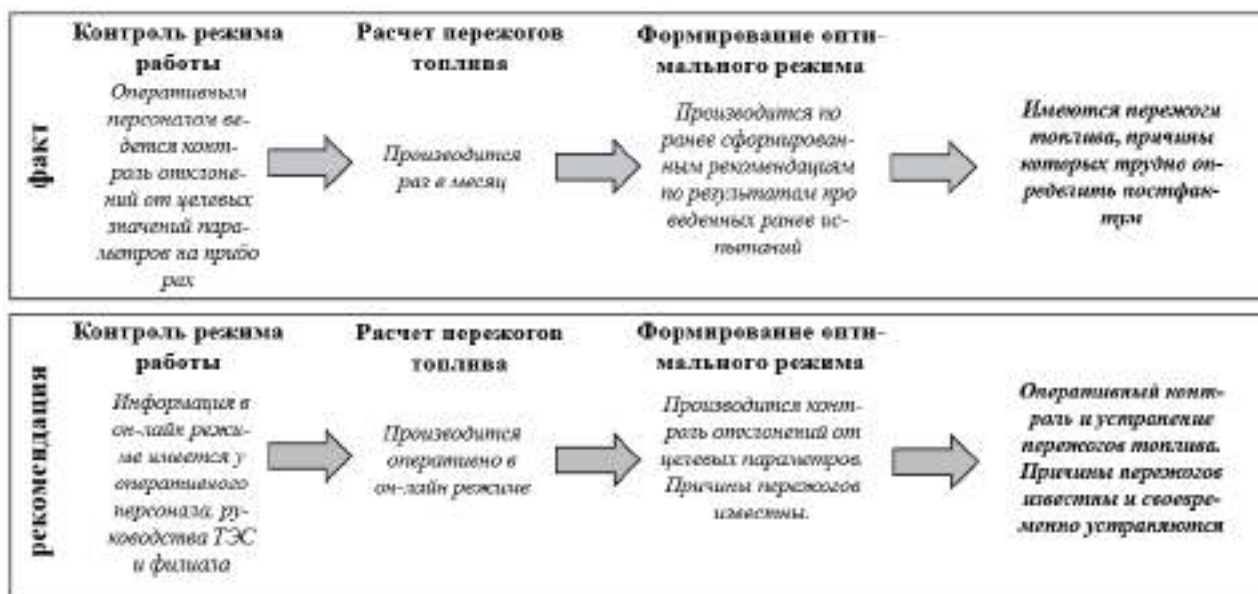 факт
Контроль режима
работы
Оперативным
персоналом ве-
дется конт-
роль отклоне-
ний от целевых
значений пара-
метров на прибо
рах
Расчет пережогов
топлива
Производится
раз в месяц
Формирование опти-
мального режима
Производится по
ранее сформирован-
ным рекомендациям
по результатам про
веденных ранее ис-
пытаний
Имеются пережоги
топлива, причины
которых трудно оп-
ределить постфак-
тум
рекомендация
Контроль режима
работы
Информация в
он-лайн режи-
ме имеется у
оперативного
персонала, ру-
ководства ТЭС
и филиала
Расчет пережогов
топлива
Производится
оперативно в
он-лайн режиме
Формирование опти-
мального режима
Производится конт-
роль отклонений от
целевых параметров.
Причины пережогов
известны.
Оперативный конт-
роль и устранение
пережогов топлива.
Причины пережогов
известны и своевре-
менно устраняются